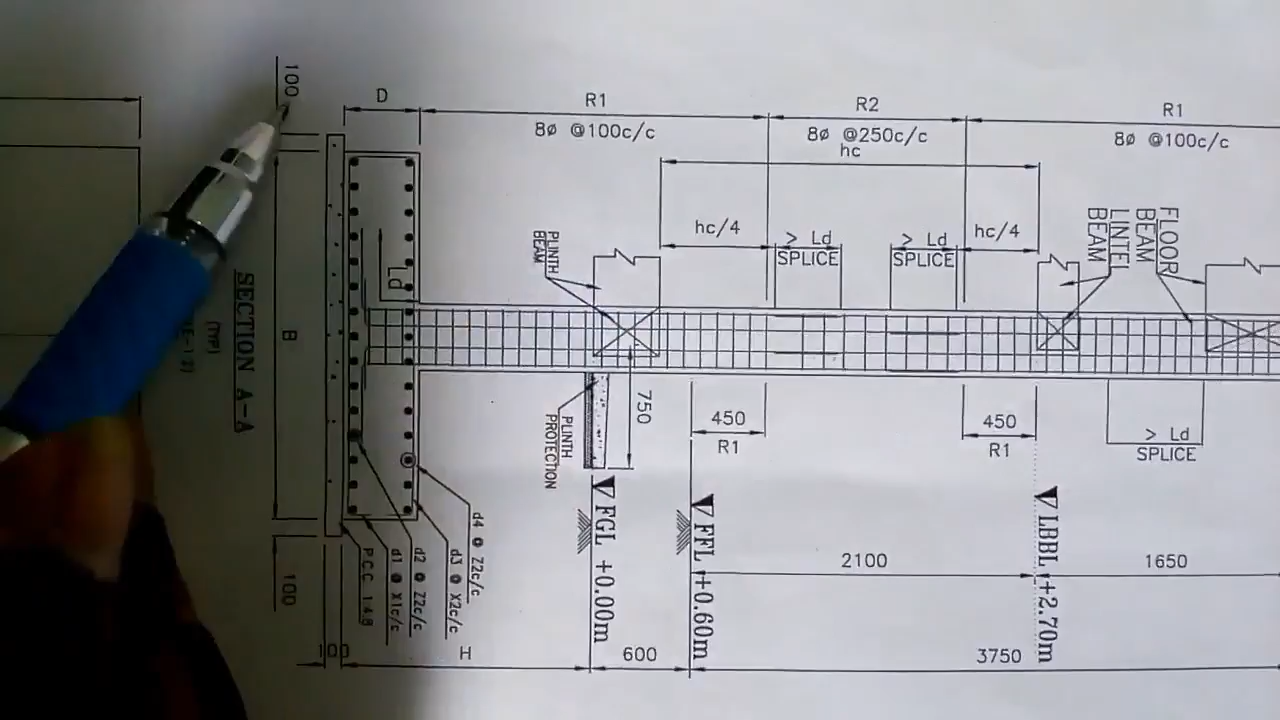 100
D
R1
8ø @100c/c
R2
8ø @250c/c
hc
R1
8ø @100c/c
hc/4
> Ld
SPLICE
> Ld
SPLICE
hc/4
LINTEL
BEAM
FLOOR
BEAM
PLINTH
BEAM
Ld
B
SECTION A-A
(TYP)
750
PLINTH
PROTECTION
450
R1
450
R1
> Ld
SPLICE
FGL +0.00m
FFL +0.60m
LBBL +2.70m
d4 @ Z2c/c
d3 @ X2c/c
d2 @ Z2c/c
d1 @ X1c/c
P.C.C 1:4:8
100
2100
1650
100
H
600
3750